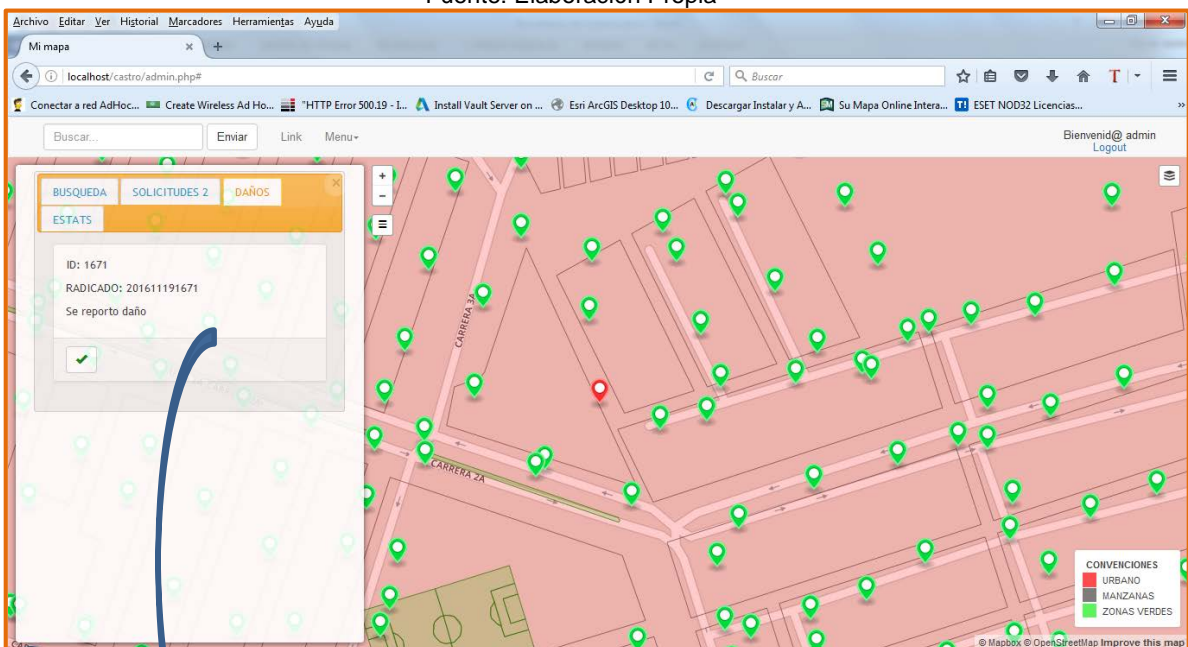 Fuente: Elaboración Propia
Archivo Editar Ver Historial Marcadores Herramientas Ayuda
Mi mapa
localhost/castro/admin.php#
Buscar
Conectar a red AdHoc... Create Wireless Ad Ho... "HTTP Error 500.19 - I... Install Vault Server on ... Esri ArcGIS Desktop 10... Descargar Instalar y A... Su Mapa Online Intera... ESET NOD32 Licencias...
Buscar... Enviar Link Menu
Bienvenid@ admin
Logout
BUSQUEDA SOLICITUDES 2 DAÑOS
ESTATS
ID: 1671
RADICADO: 201611191671
Se reporto daño
CARRERA 3A
CARRERA 2A
CONVENCIONES
URBANO
MANZANAS
ZONAS VERDES
© Mapbox © OpenStreetMap Improve this map